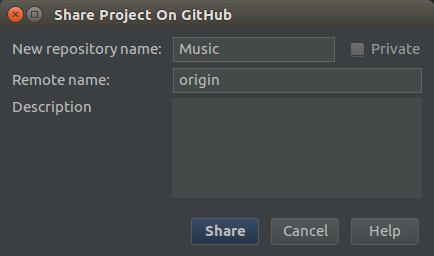 Share Project On GitHub
New repository name: Music Private
Remote name: origin
Description
Share Cancel Help